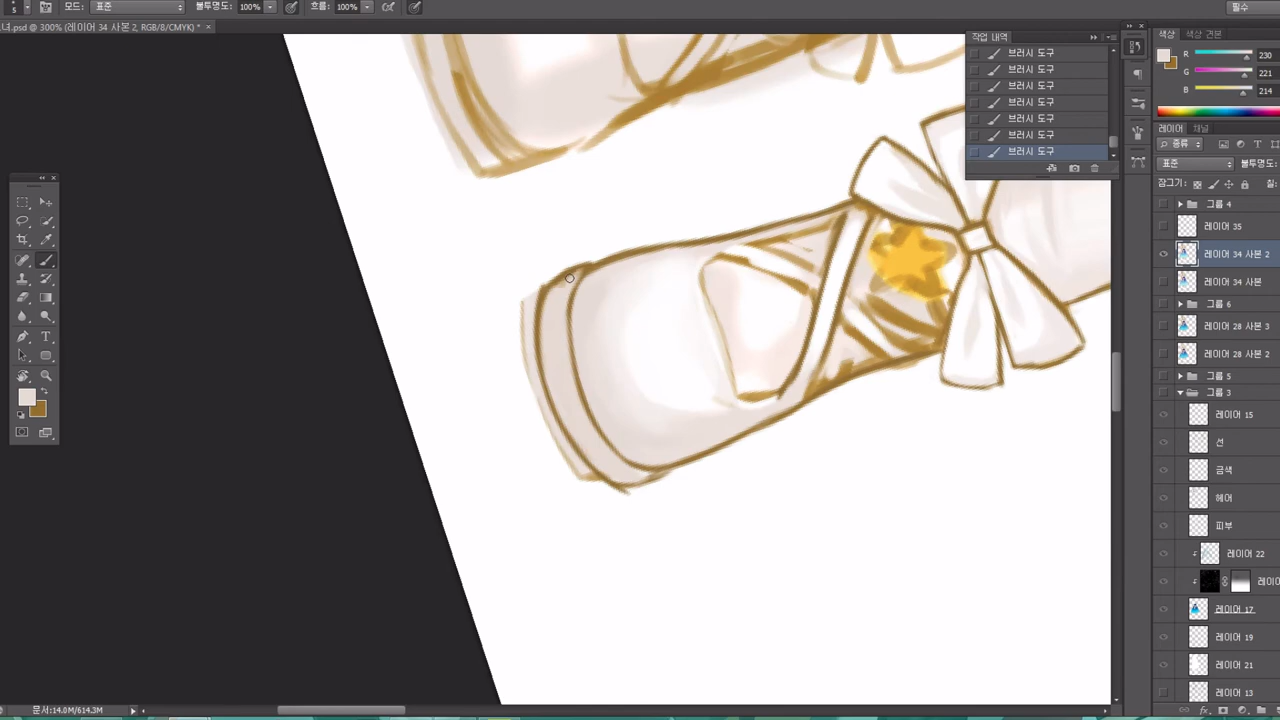 5
모드:
표준
불투명도:
100%
흐름:
100%
필수
녀.psd @ 300% (레이어 34 사본 2, RGB/8/CMYK) *
작업 내역
브러시 도구
브러시 도구
브러시 도구
브러시 도구
브러시 도구
브러시 도구
브러시 도구
색상
색상 견본
R
230
G
221
B
214
레이어
채널
종류
표준
불투명도:
잠그기:
칠:
그룹 4
레이어 35
레이어 34 사본 2
레이어 34 사본
그룹 6
레이어 28 사본 3
레이어 28 사본 2
그룹 5
그룹 3
레이어 15
선
금색
헤어
피부
레이어 22
레이어 17
레이어 19
레이어 21
레이어 13
fx
문서:14.0M/614.3M